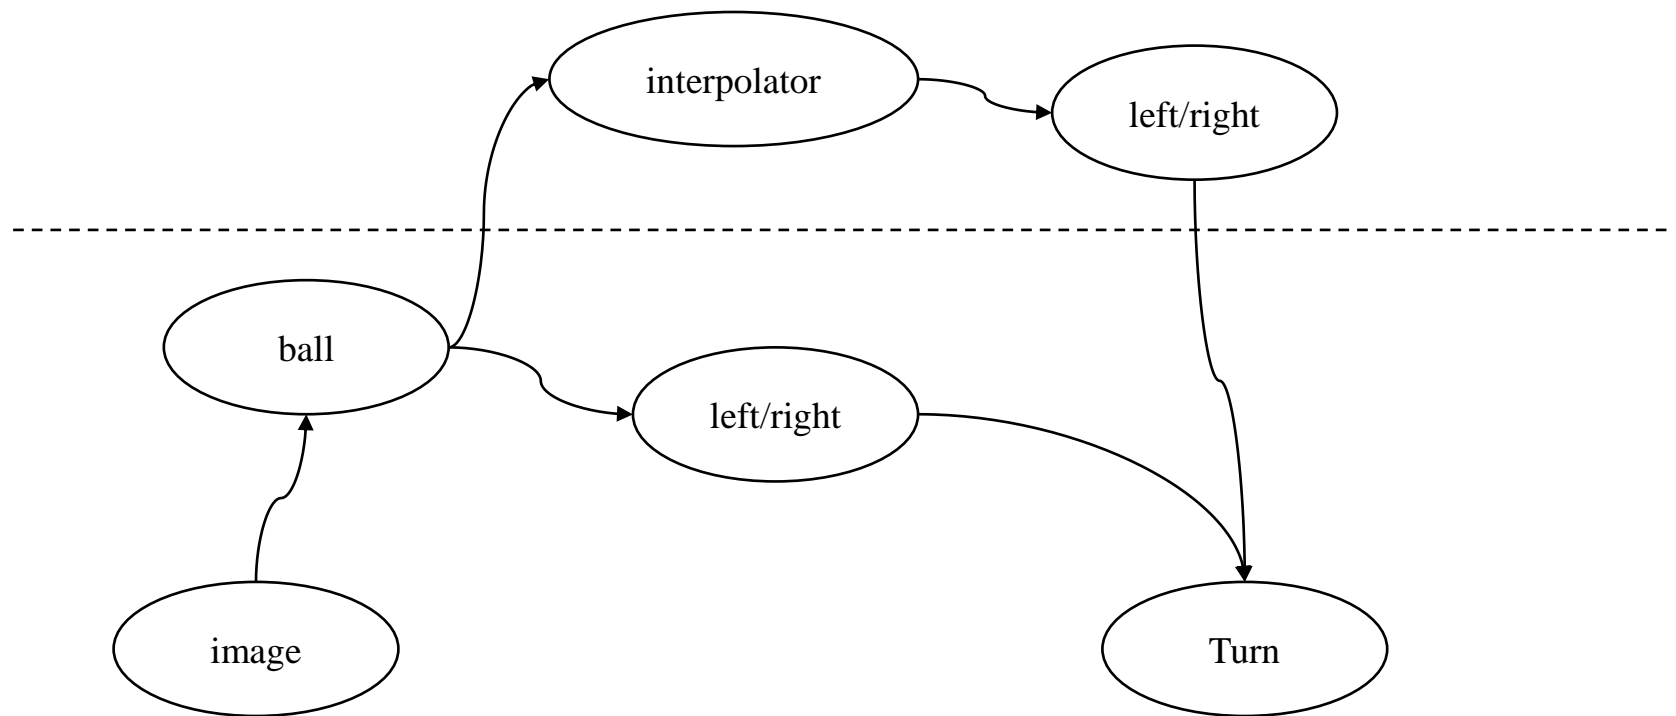 interpolator
left/right
ball
left/right
image
Turn